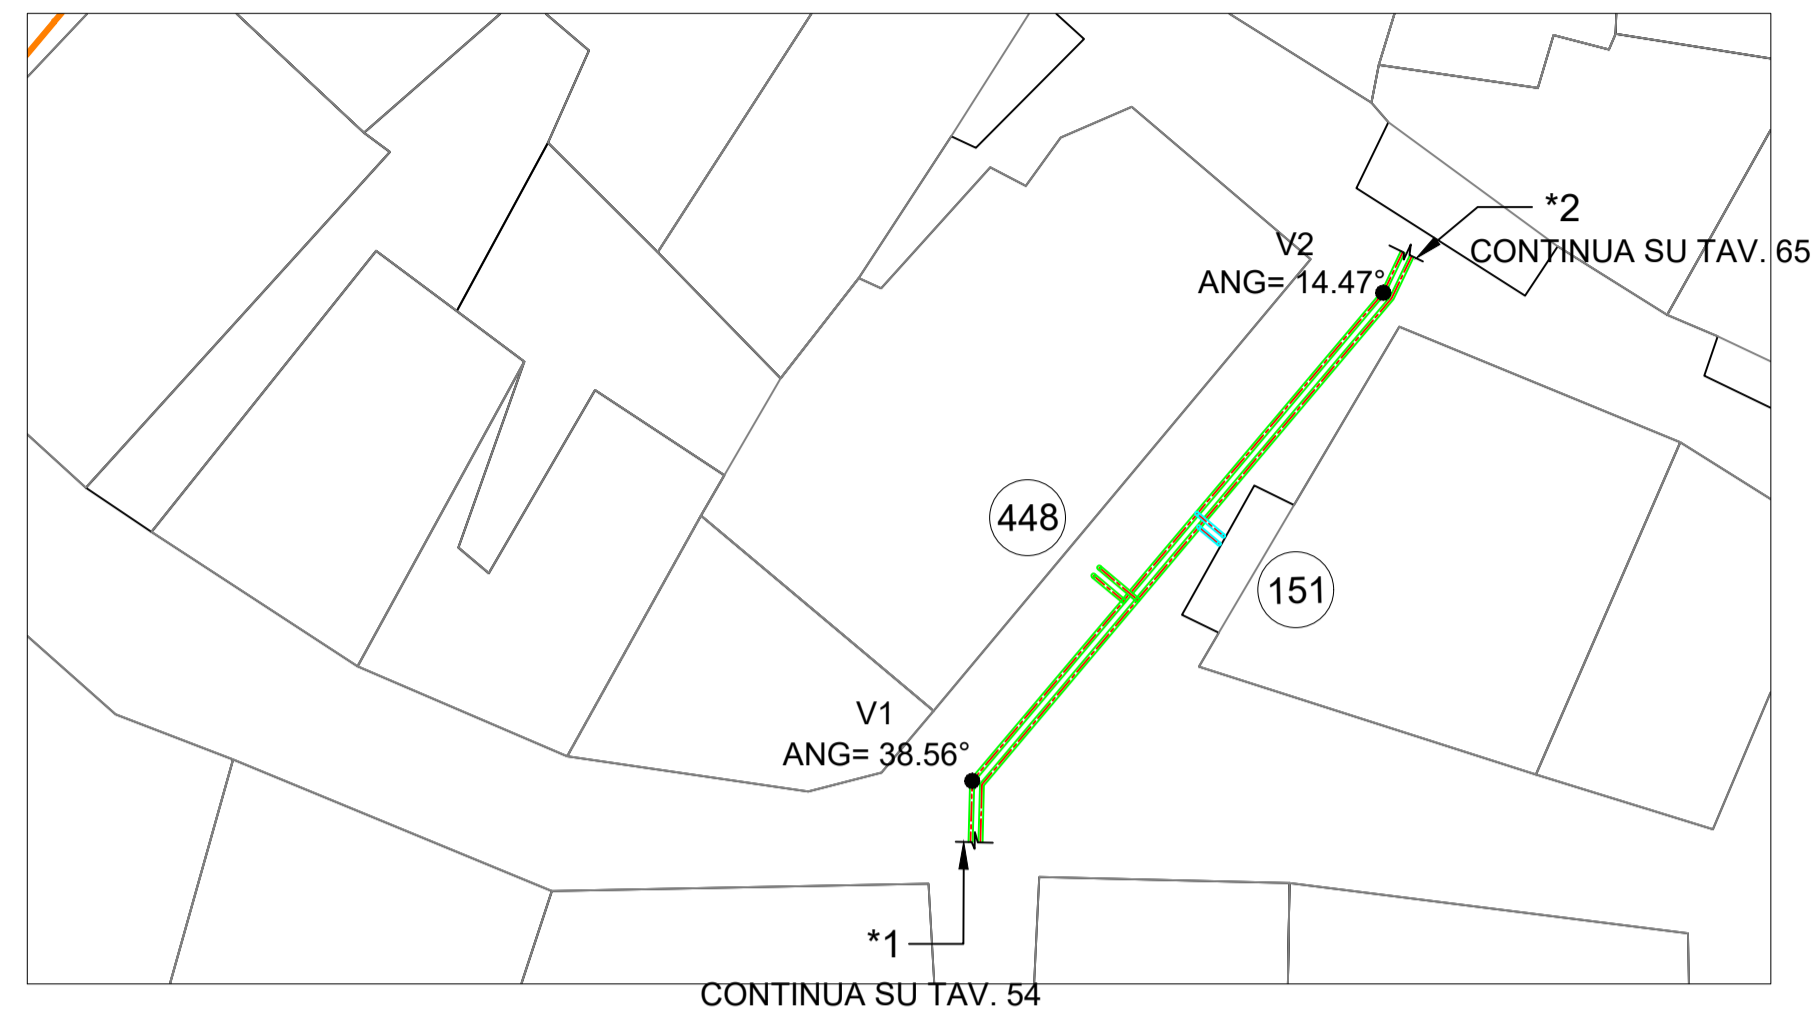 *2
V2
CONTINUA SU TAV. 65
ANG= 14.47°
448
151
V1
ANG= 38.56°
*1
CONTINUA SU TAV. 54